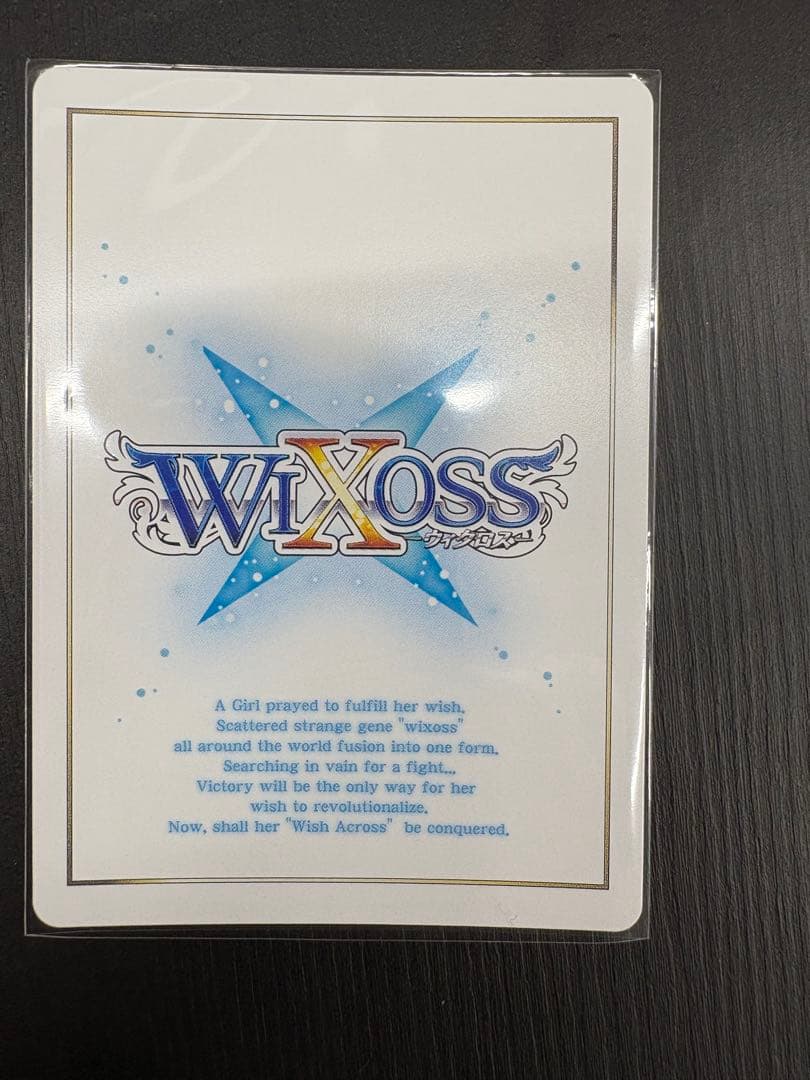 WIXOSS
ーウィクロスー
A Girl prayed to fulfill her wish.
Scattered strange gene "wixoss"
all around the world fusion into one form.
Searching in vain for a fight...
Victory will be the only way for her
wish to revolutionalize.
Now, shall her "Wish Across" be conquered.